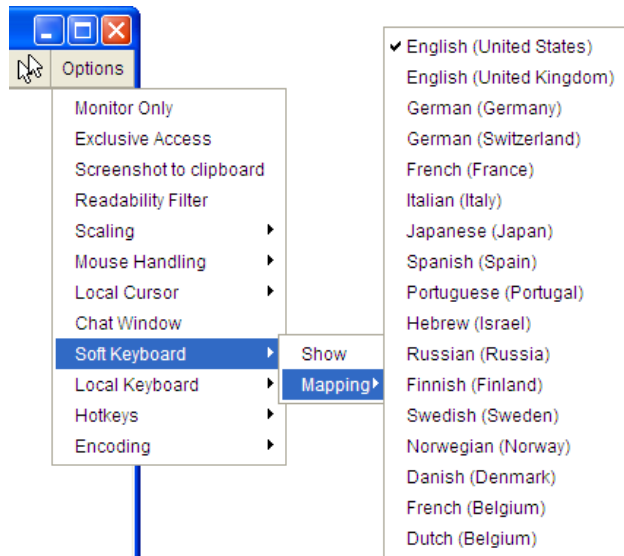 Options
Monitor Only
Exclusive Access
Screenshot to clipboard
Readability Filter
Scaling
Mouse Handling
Local Cursor
Chat Window
Soft Keyboard
Local Keyboard
Hotkeys
Encoding
Show
Mapping
English (United States)
English (United Kingdom)
German (Germany)
German (Switzerland)
French (France)
Italian (Italy)
Japanese (Japan)
Spanish (Spain)
Portuguese (Portugal)
Hebrew (Israel)
Russian (Russia)
Finnish (Finland)
Swedish (Sweden)
Norwegian (Norway)
Danish (Denmark)
French (Belgium)
Dutch (Belgium)